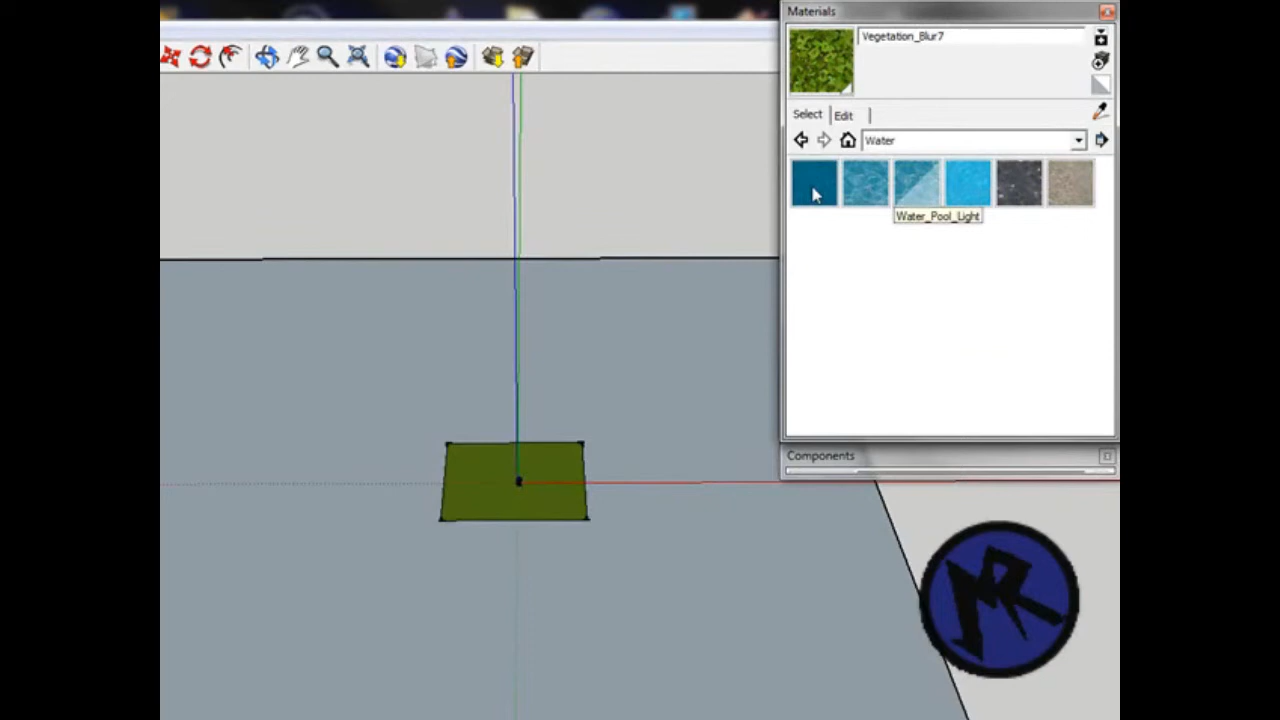 Materials
Vegetation_Blur7
Select
Edit
Water
Water_Pool_Light
Components